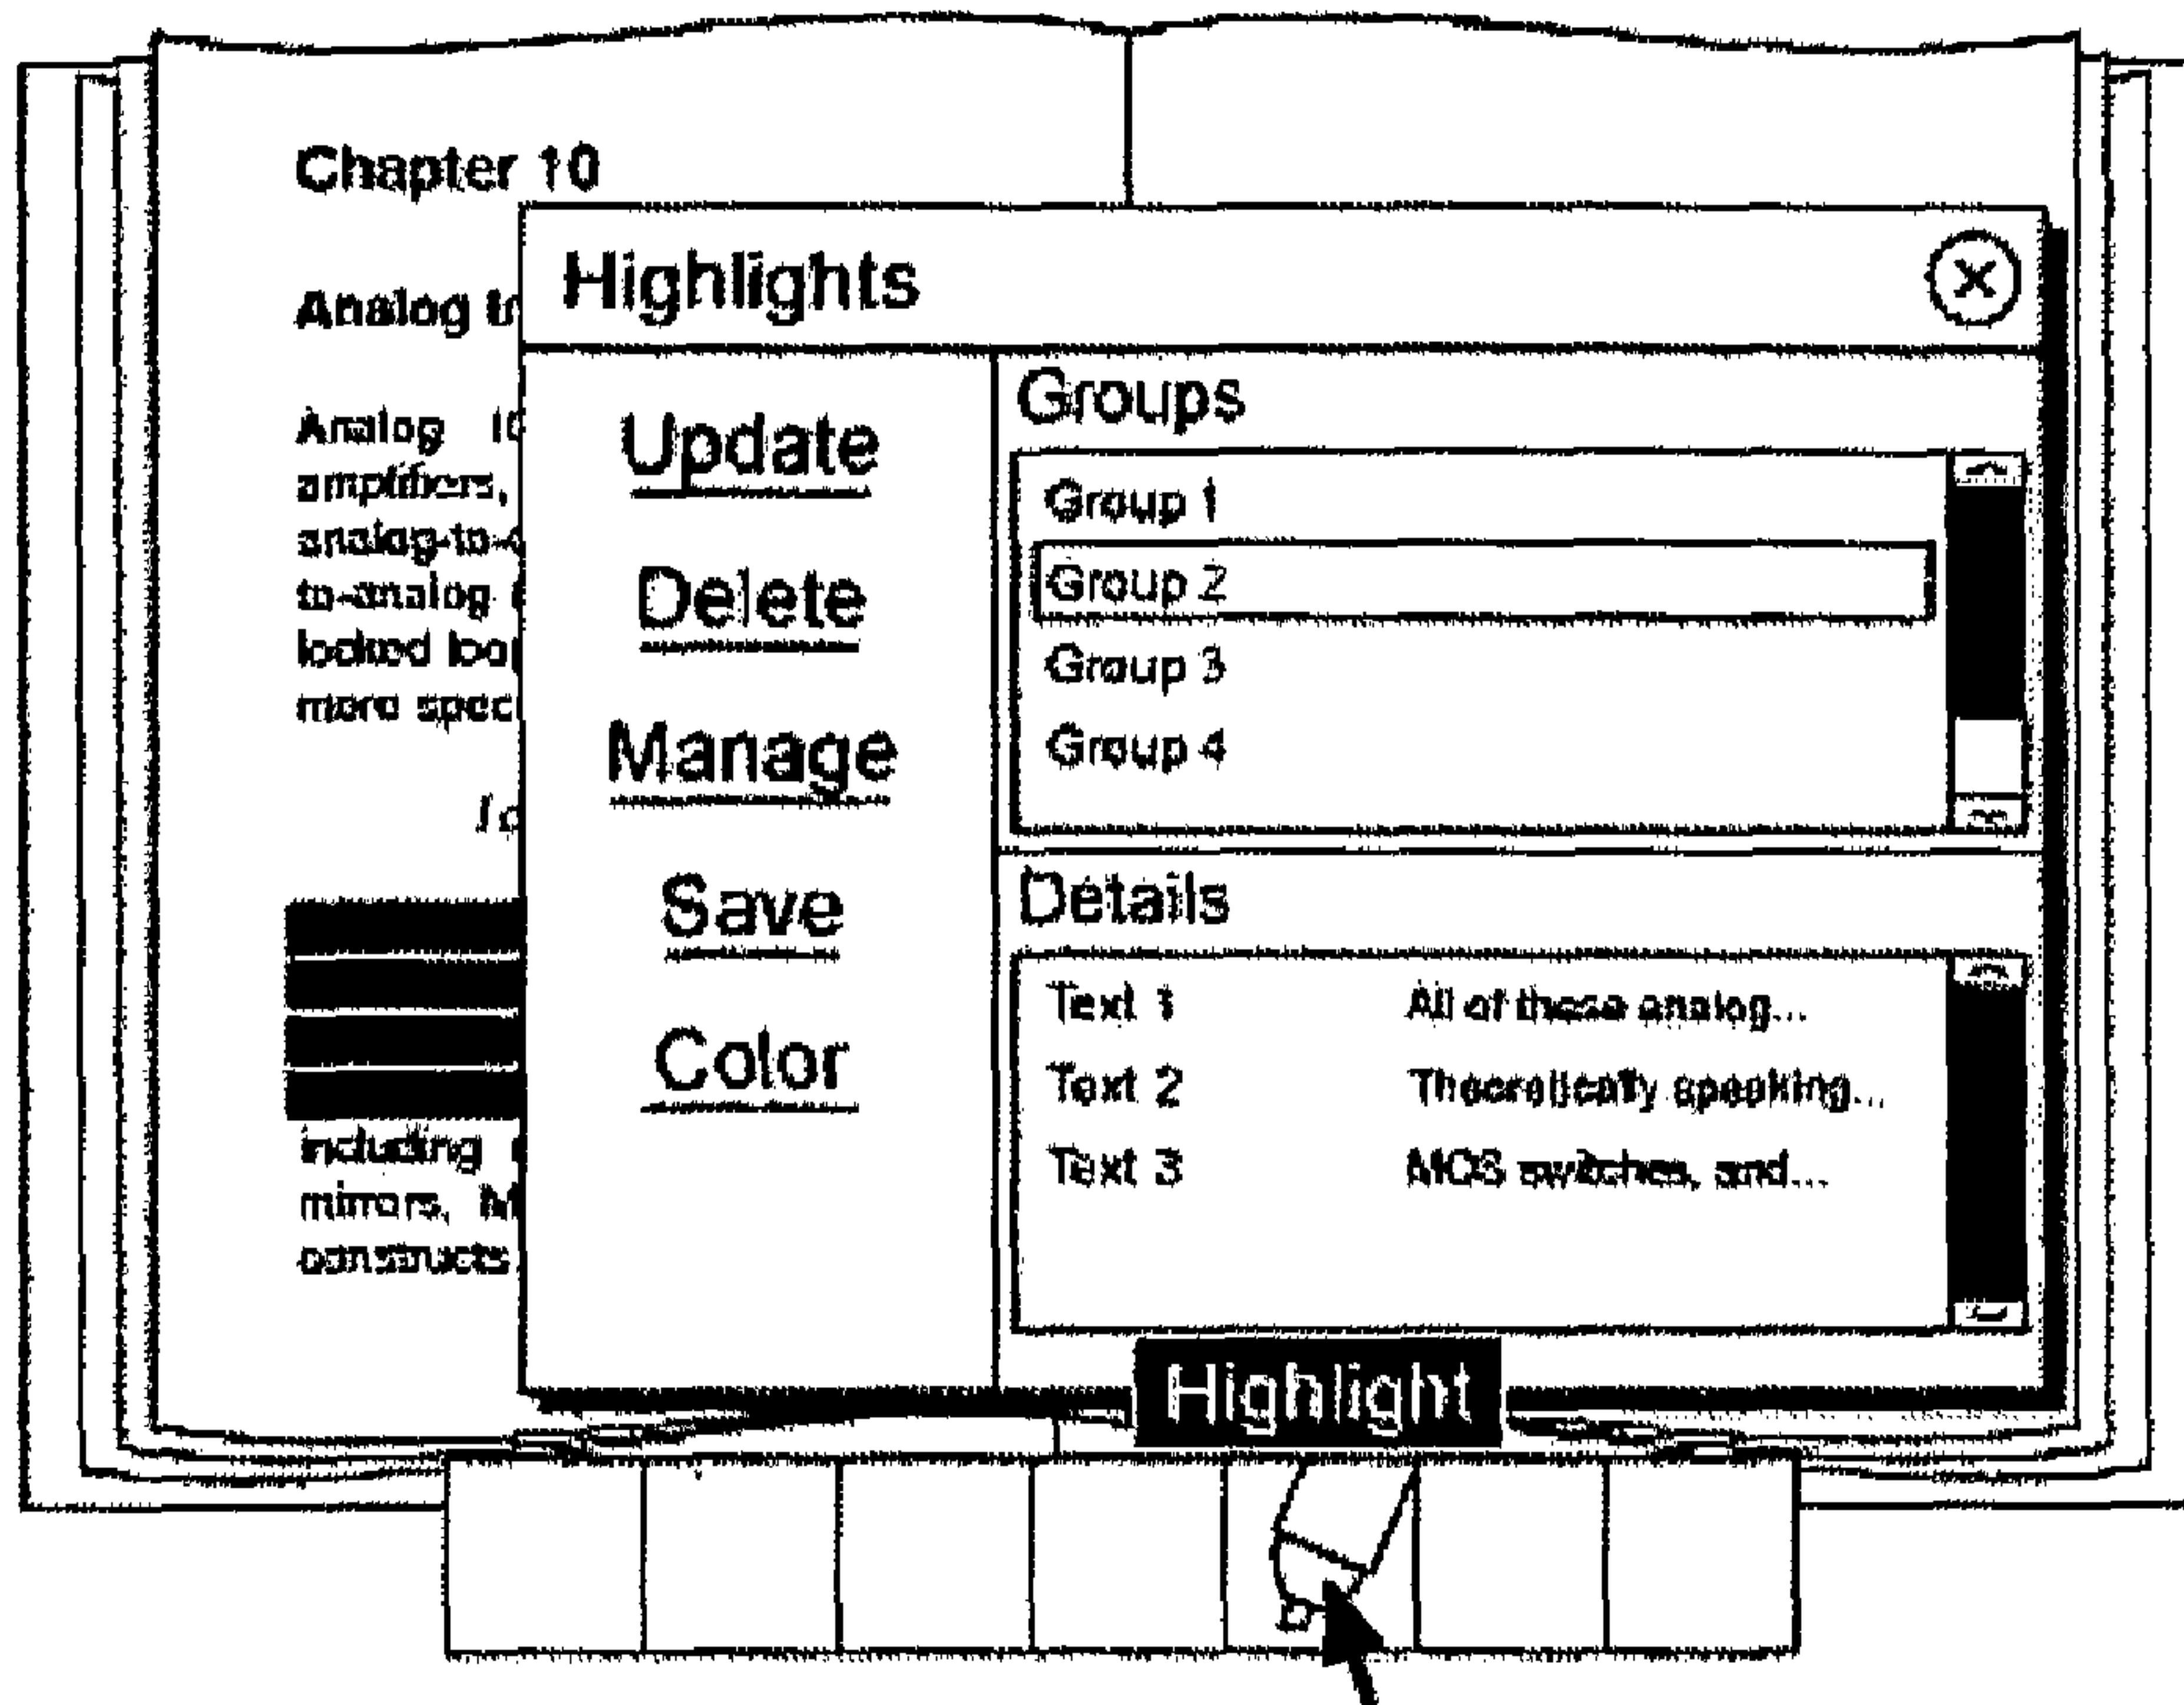 Chapter 10
Analog
Analog
amplifiers,
analog-to-
to-analog
locked
more
including
mirrors,
constructs
Highlights
Update
Delete
Manage
Save
Color
Groups
Group 1
Group 2
Group 3
Group 4
Details
Text 1 All of these analog...
Text 2 Theoretically speaking...
Text 3 MOS switches, and...
Highlight